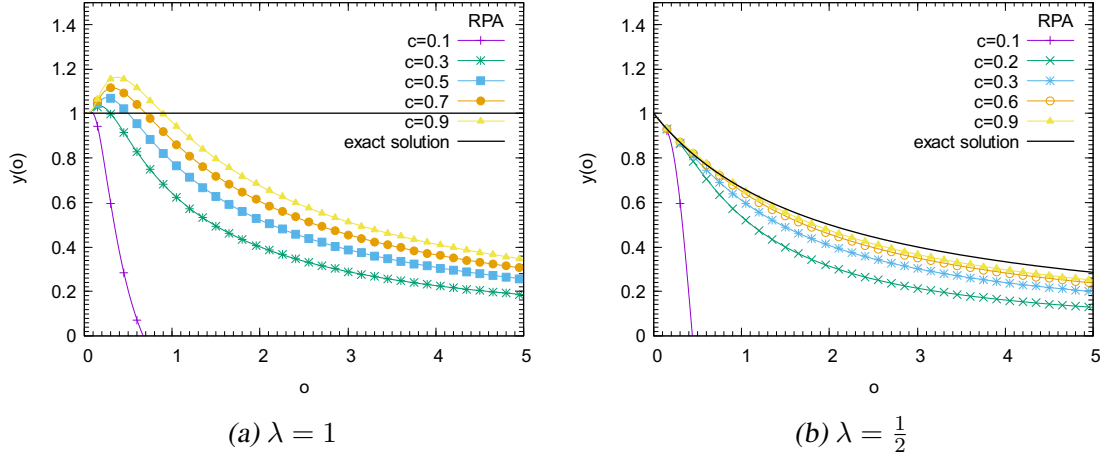 1.4
1.2
1
0.8
0.6
0.4
0.2
0
y(o)
RPA
c=0.1
c=0.3
c=0.5
c=0.7
c=0.9
exact solution
0 1 2 3 4 5
o
(a) λ = 1
1.4
1.2
1
0.8
0.6
0.4
0.2
0
y(o)
RPA
c=0.1
c=0.2
c=0.3
c=0.6
c=0.9
exact solution
0 1 2 3 4 5
o
(b) λ = 1/2